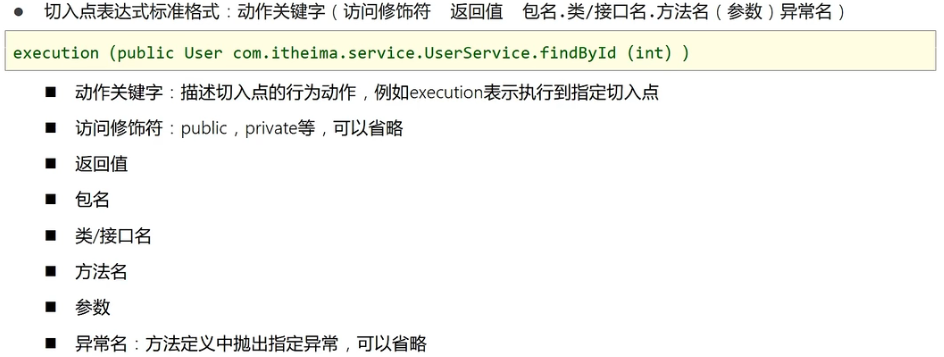 ● 切入点表达式标准格式：动作关键字（访问修饰符 返回值 包名.类/接口名.方法名（参数）异常名）
execution (public User com.itheima.service.UserService.findById (int) )
■ 动作关键字：描述切入点的行为动作，例如execution表示执行到指定切入点
■ 访问修饰符：public，private等，可以省略
■ 返回值
■ 包名
■ 类/接口名
■ 方法名
■ 参数
■ 异常名：方法定义中抛出指定异常，可以省略